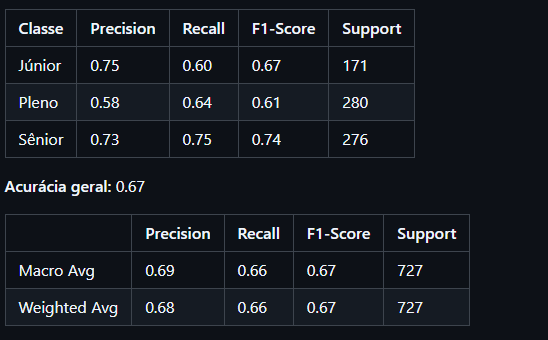 Classe Precision Recall F1-Score Support
Júnior 0.75 0.60 0.67 171
Pleno 0.58 0.64 0.61 280
Sênior 0.73 0.75 0.74 276
Acurácia geral: 0.67
Precision Recall F1-Score Support
Macro Avg 0.69 0.66 0.67 727
Weighted Avg 0.68 0.66 0.67 727